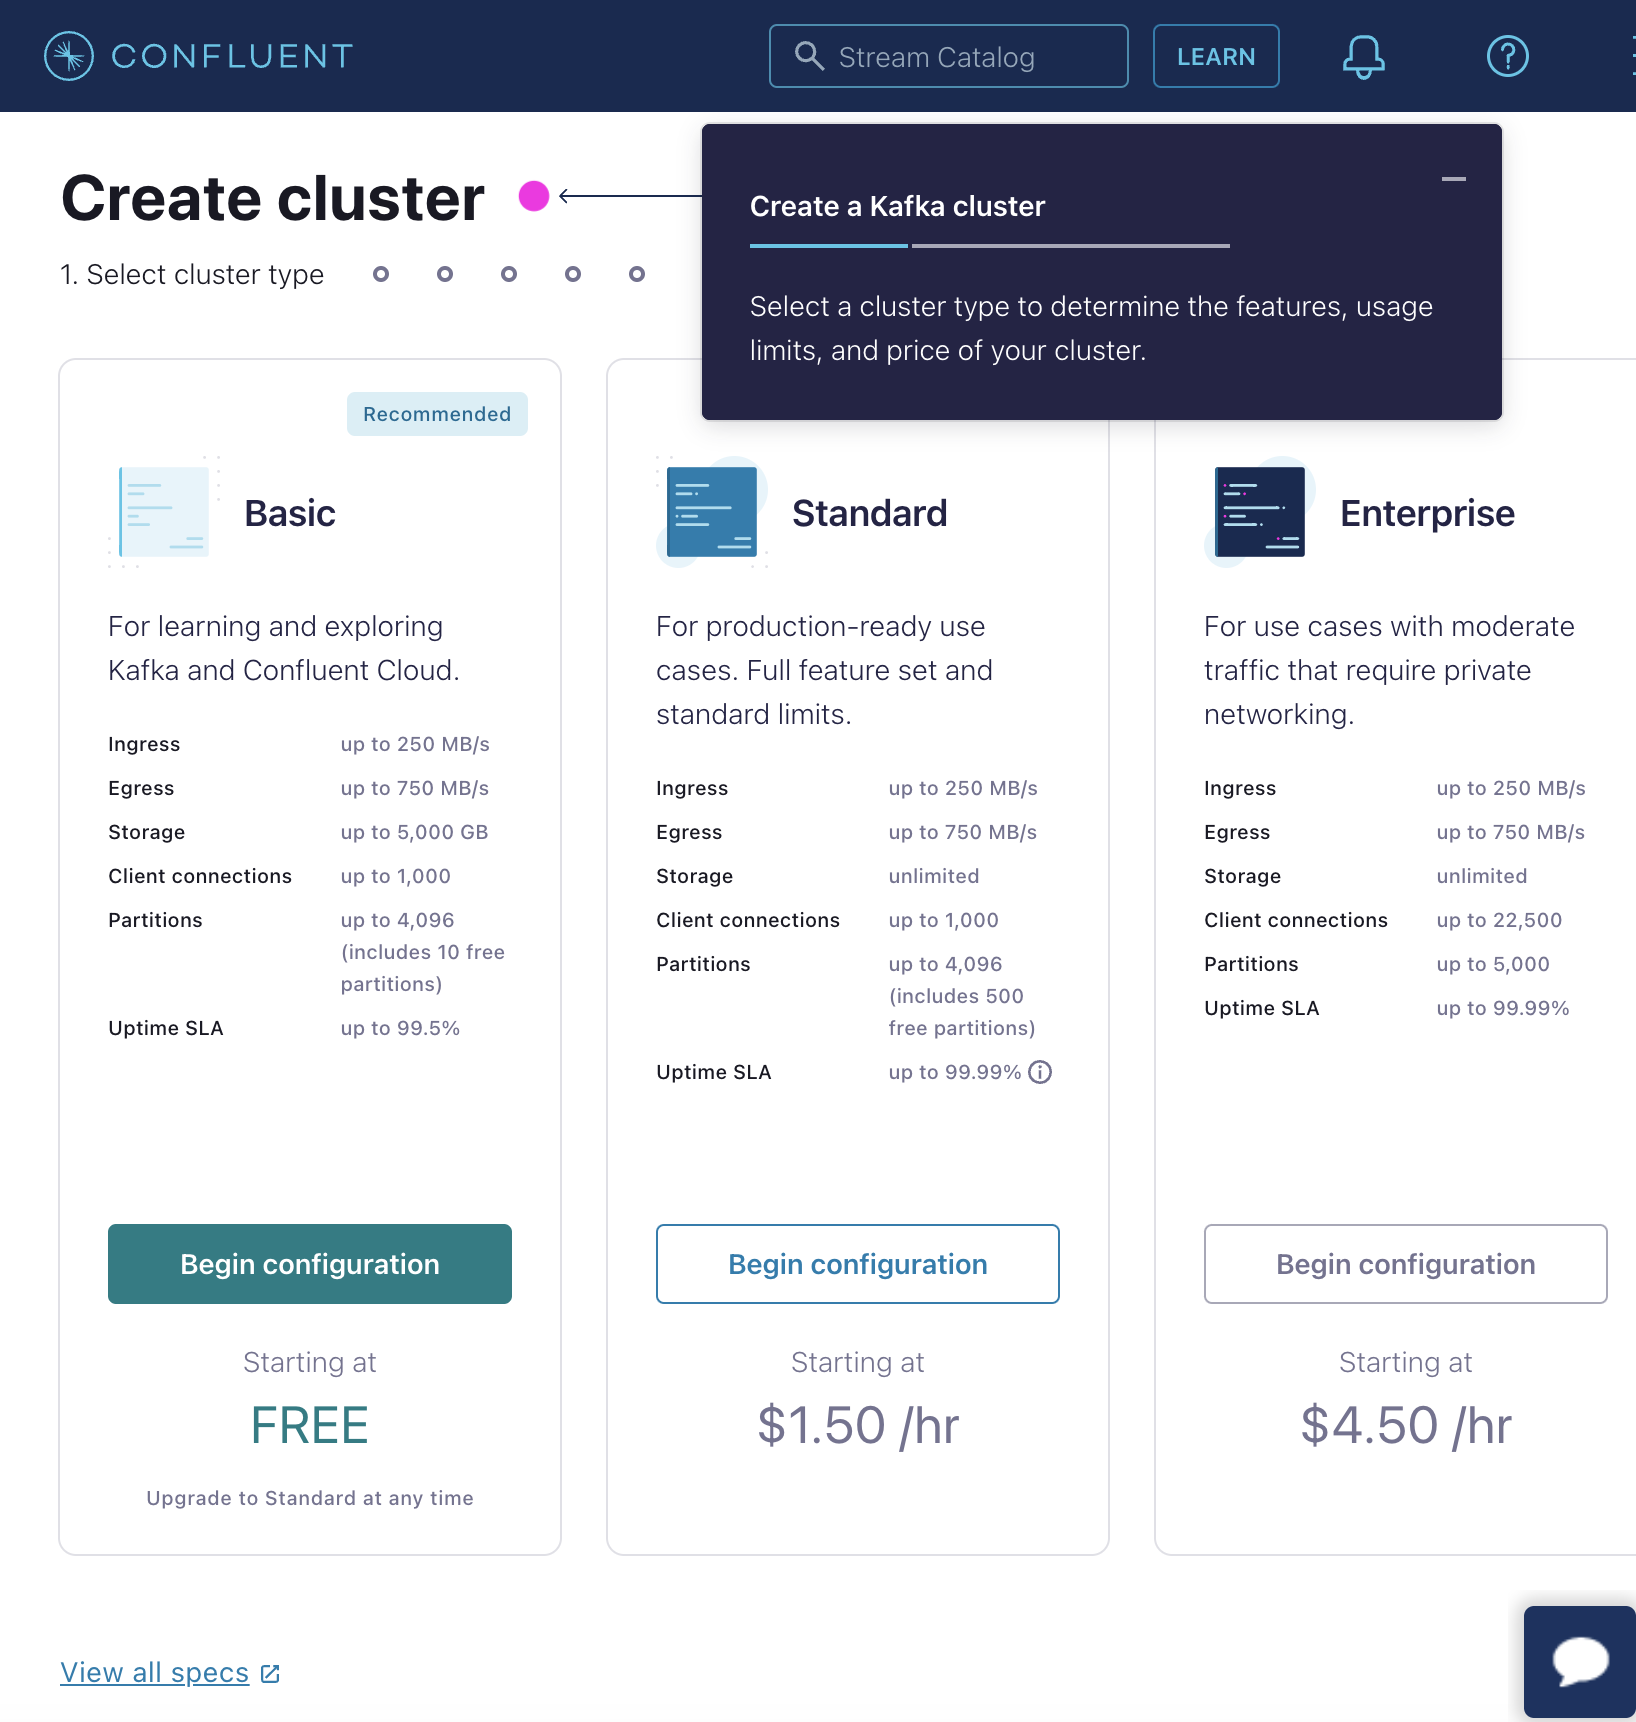 CONFLUENT
Stream Catalog
LEARN
Create cluster
1. Select cluster type
Create a Kafka cluster
Select a cluster type to determine the features, usage
limits, and price of your cluster.
Recommended
Basic
For learning and exploring
Kafka and Confluent Cloud.
Ingress up to 250 MB/s
Egress up to 750 MB/s
Storage up to 5,000 GB
Client connections up to 1,000
Partitions up to 4,096
(includes 10 free
partitions)
Uptime SLA up to 99.5%
Begin configuration
Starting at
FREE
Upgrade to Standard at any time
Standard
For production-ready use
cases. Full feature set and
standard limits.
Ingress up to 250 MB/s
Egress up to 750 MB/s
Storage unlimited
Client connections up to 1,000
Partitions up to 4,096
(includes 500
free partitions)
Uptime SLA up to 99.99%
Begin configuration
Starting at
$1.50 /hr
Enterprise
For use cases with moderate
traffic that require private
networking.
Ingress up to 250 MB/s
Egress up to 750 MB/s
Storage unlimited
Client connections up to 22,500
Partitions up to 5,000
Uptime SLA up to 99.99%
Begin configuration
Starting at
$4.50 /hr
View all specs